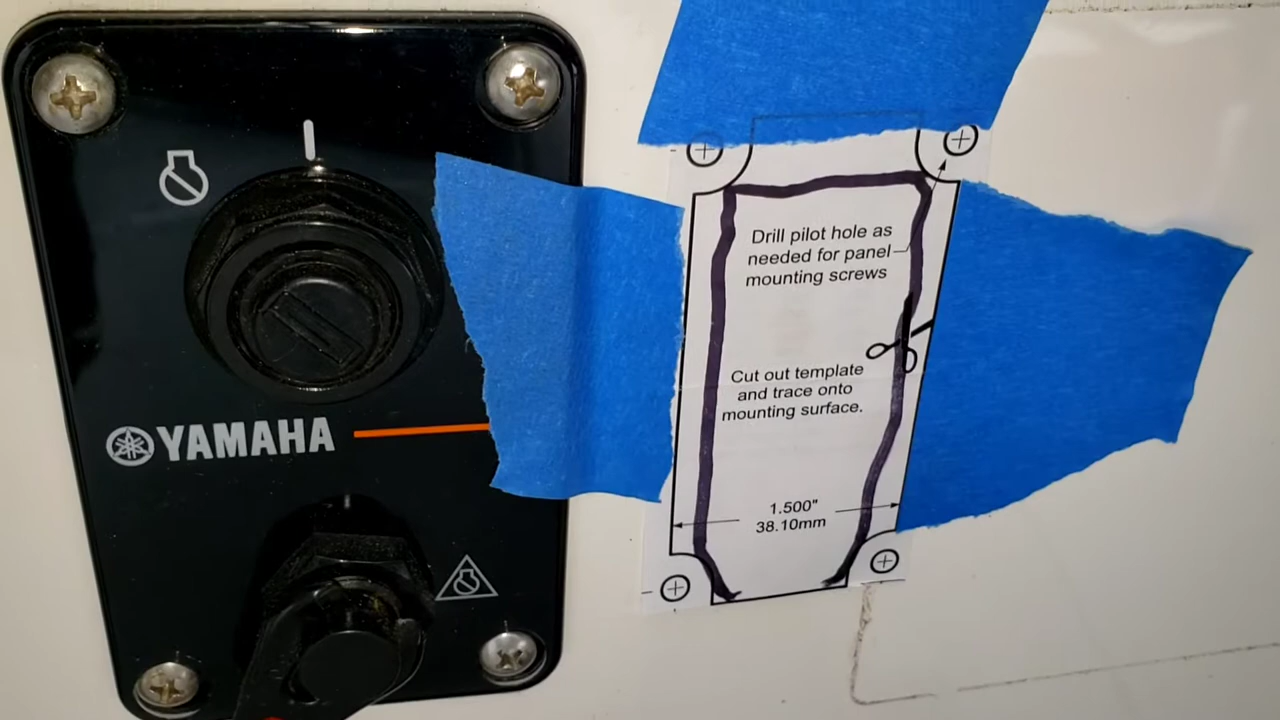 YAMAHA
Drill pilot hole as
needed for panel
mounting screws
Cut out template
and trace onto
mounting surface.
1.500"
38.10mm